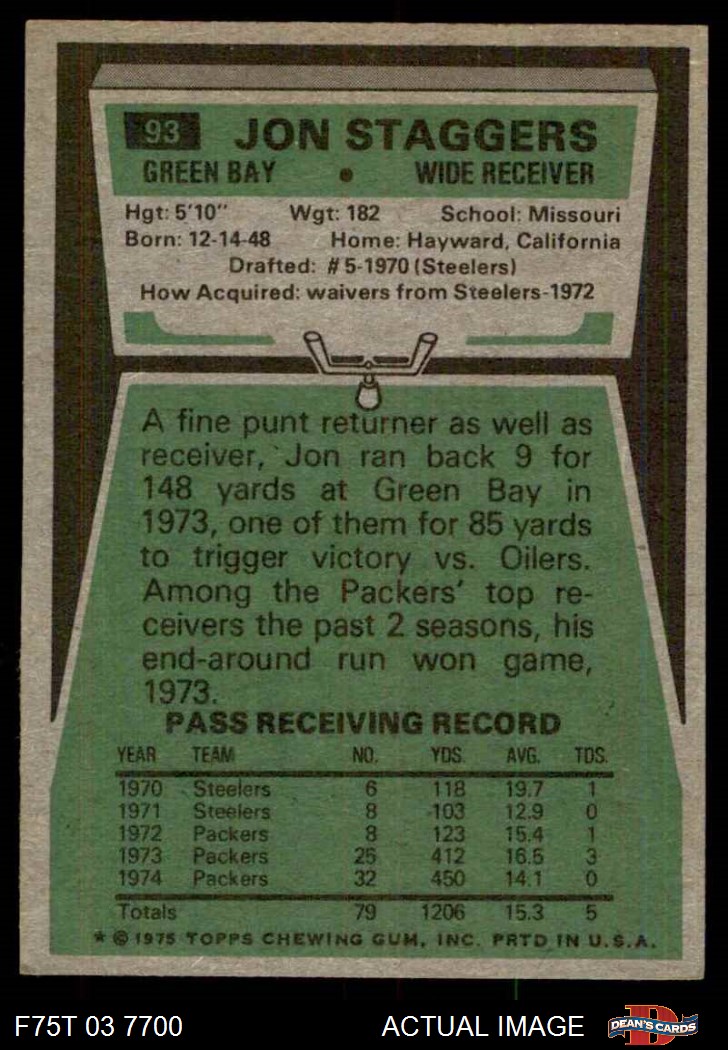 93 JON STAGGERS
GREEN BAY • WIDE RECEIVER
Hgt: 5'10" Wgt: 182 School: Missouri
Born: 12-14-48 Home: Hayward, California
Drafted: #5-1970 (Steelers)
How Acquired: waivers from Steelers-1972
A fine punt returner as well as
receiver, Jon ran back 9 for
148 yards at Green Bay in
1973, one of them for 85 yards
to trigger victory vs. Oilers.
Among the Packers' top re-
ceivers the past 2 seasons, his
end-around run won game,
1973.
PASS RECEIVING RECORD
YEAR TEAM NO. YDS. AVG. TDS.
1970 Steelers 6 118 19.7 1
1971 Steelers 8 103 12.9 0
1972 Packers 8 123 15.4 1
1973 Packers 25 412 16.5 3
1974 Packers 32 450 14.1 0
Totals 79 1206 15.3 5
* © 1975 TOPPS CHEWING GUM, INC. PRTD IN U.S.A.
F75T 03 7700 ACTUAL IMAGE D DEAN'S CARDS